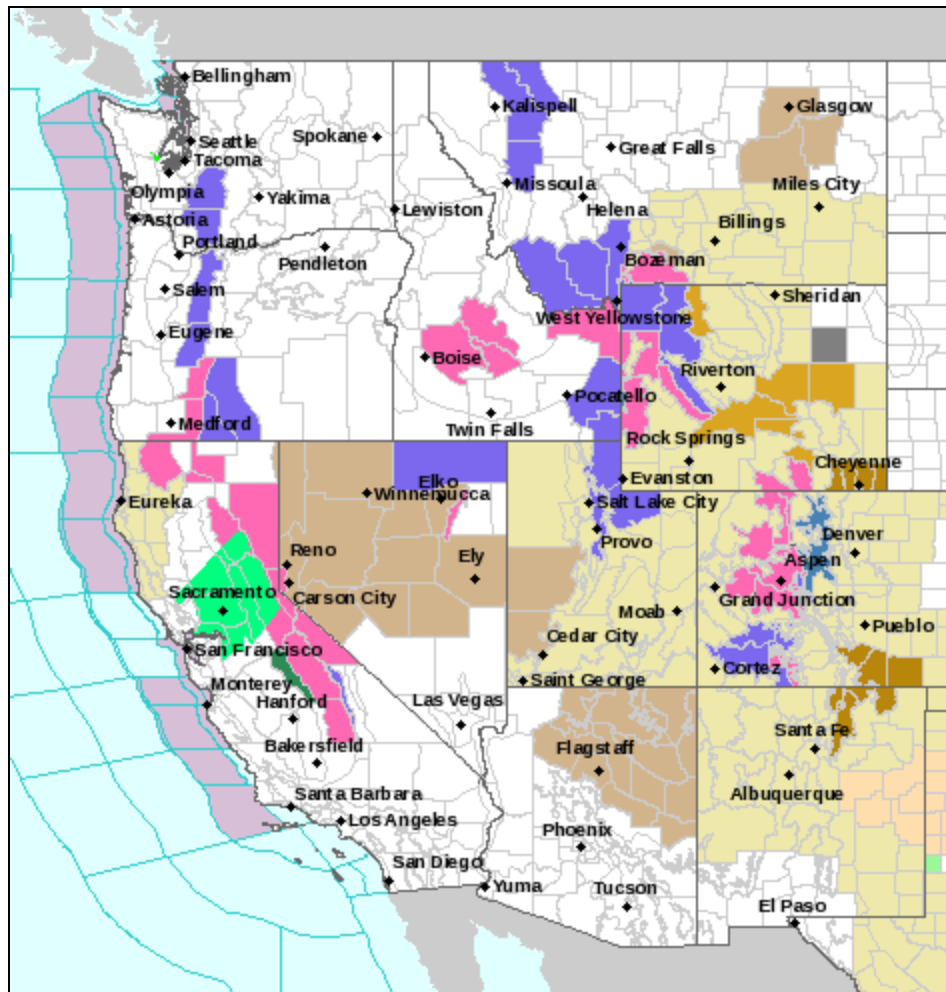 Bellingham
Kalispell
Glasgow
Spokane
Seattle
Great Falls
Tacoma
Olympia
Missoula
Miles City
Yakima
Helena
Lewiston
Astoria
Billings
Portland
Pendleton
Bozeman
Salem
Sheridan
West Yellowstone
Eugene
Boise
Riverton
Pocatello
Medford
Twin Falls
Rock Springs
Cheyenne
Elko
Evanston
Winnemucca
Eureka
Salt Lake City
Denver
Provo
Reno
Ely
Aspen
Sacramento
Carson City
Grand Junction
Moab
Pueblo
Cedar City
San Francisco
Cortez
Saint George
Monterey
Hanford
Las Vegas
Santa Fe
Bakersfield
Flagstaff
Albuquerque
Santa Barbara
Los Angeles
Phoenix
San Diego
Yuma
Tucson
El Paso